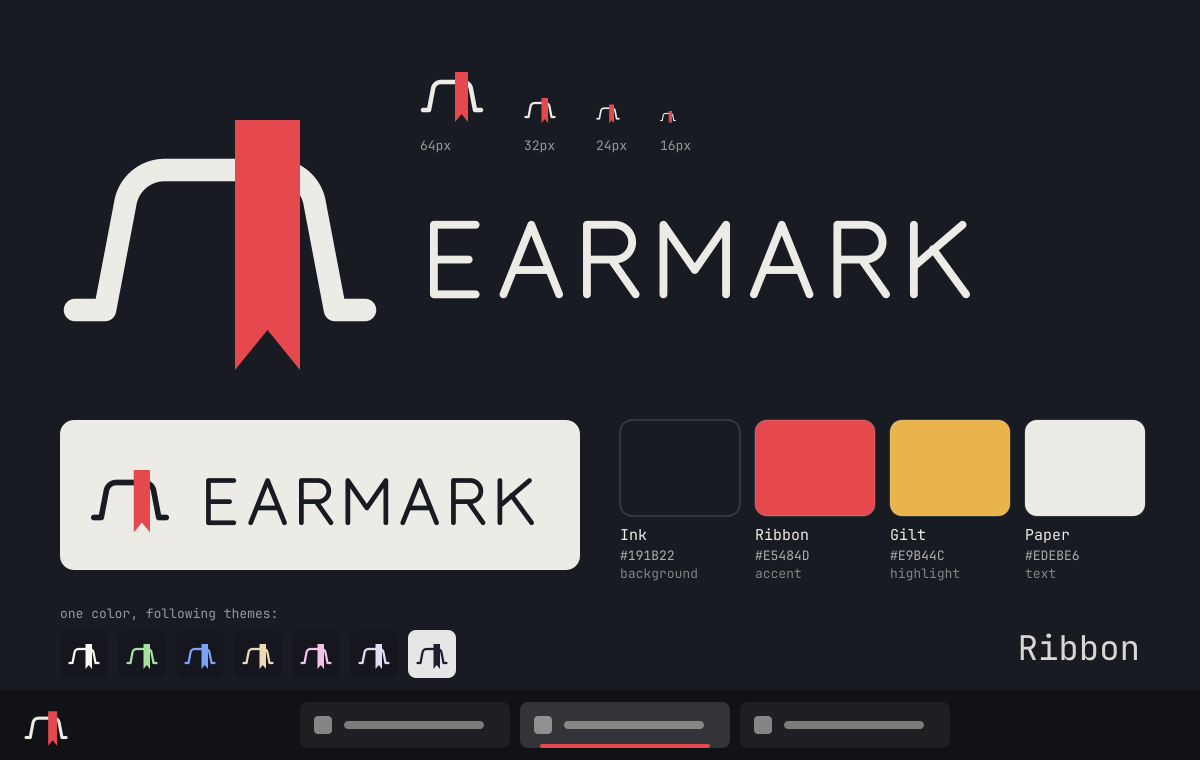 64px 32px 24px 16px
EARMARK
EARMARK
Ink Ribbon Gilt Paper
#191B22 #E5484D #E9B44C #EDEBE6
background accent highlight text
one color, following themes:
Ribbon